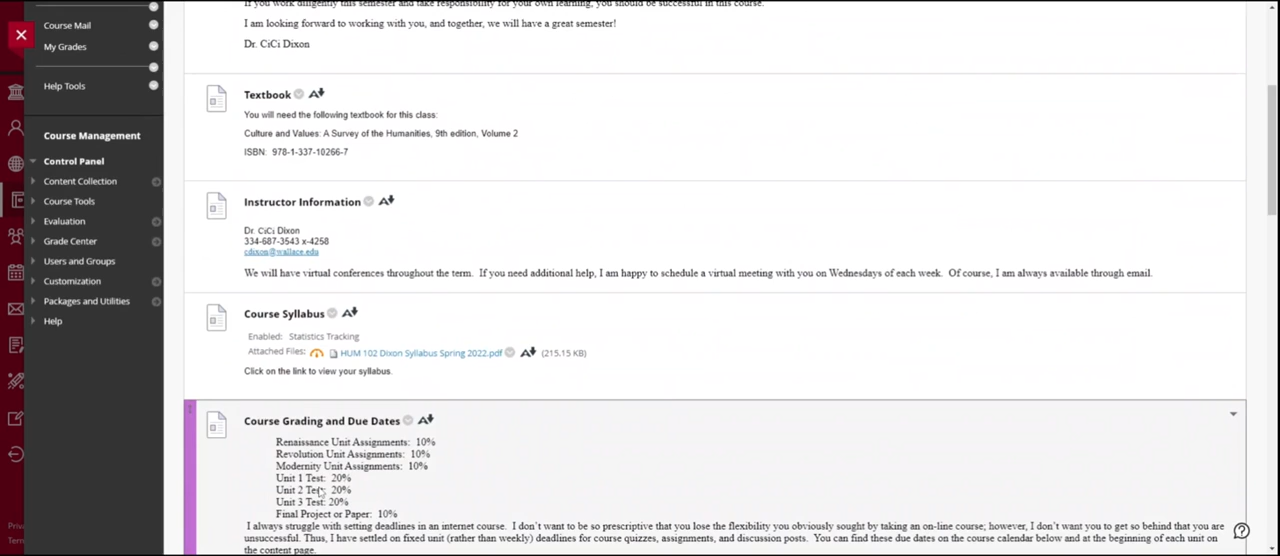 Course Mail
My Grades
Help Tools
Course Management
Control Panel
Content Collection
Course Tools
Evaluation
Grade Center
Users and Groups
Customization
Packages and Utilities
Help
If you work diligently this semester and take responsibility for your own learning, you should be successful in this course.
I am looking forward to working with you, and together, we will have a great semester!
Dr. CiCi Dixon
Textbook
You will need the following textbook for this class:
Culture and Values: A Survey of the Humanities, 9th edition, Volume 2
ISBN: 978-1-337-10266-7
Instructor Information
Dr. CiCi Dixon
334-687-3543 x-4258
cdixon@wallace.edu
We will have virtual conferences throughout the term. If you need additional help, I am happy to schedule a virtual meeting with you on Wednesdays of each week. Of course, I am always available through email.
Course Syllabus
Enabled: Statistics Tracking
Attached Files: HUM 102 Dixon Syllabus Spring 2022.pdf (215.15 KB)
Click on the link to view your syllabus.
Course Grading and Due Dates
Renaissance Unit Assignments: 10%
Revolution Unit Assignments: 10%
Modernity Unit Assignments: 10%
Unit 1 Test: 20%
Unit 2 Test: 20%
Unit 3 Test: 20%
Final Project or Paper: 10%
I always struggle with setting deadlines in an internet course. I don't want to be so prescriptive that you lose the flexibility you obviously sought by taking an on-line course; however, I don't want you to get so behind that you are
unsuccessful. Thus, I have settled on fixed unit (rather than weekly) deadlines for course quizzes, assignments, and discussion posts. You can find these due dates on the course calendar below and at the beginning of each unit on
the content page.